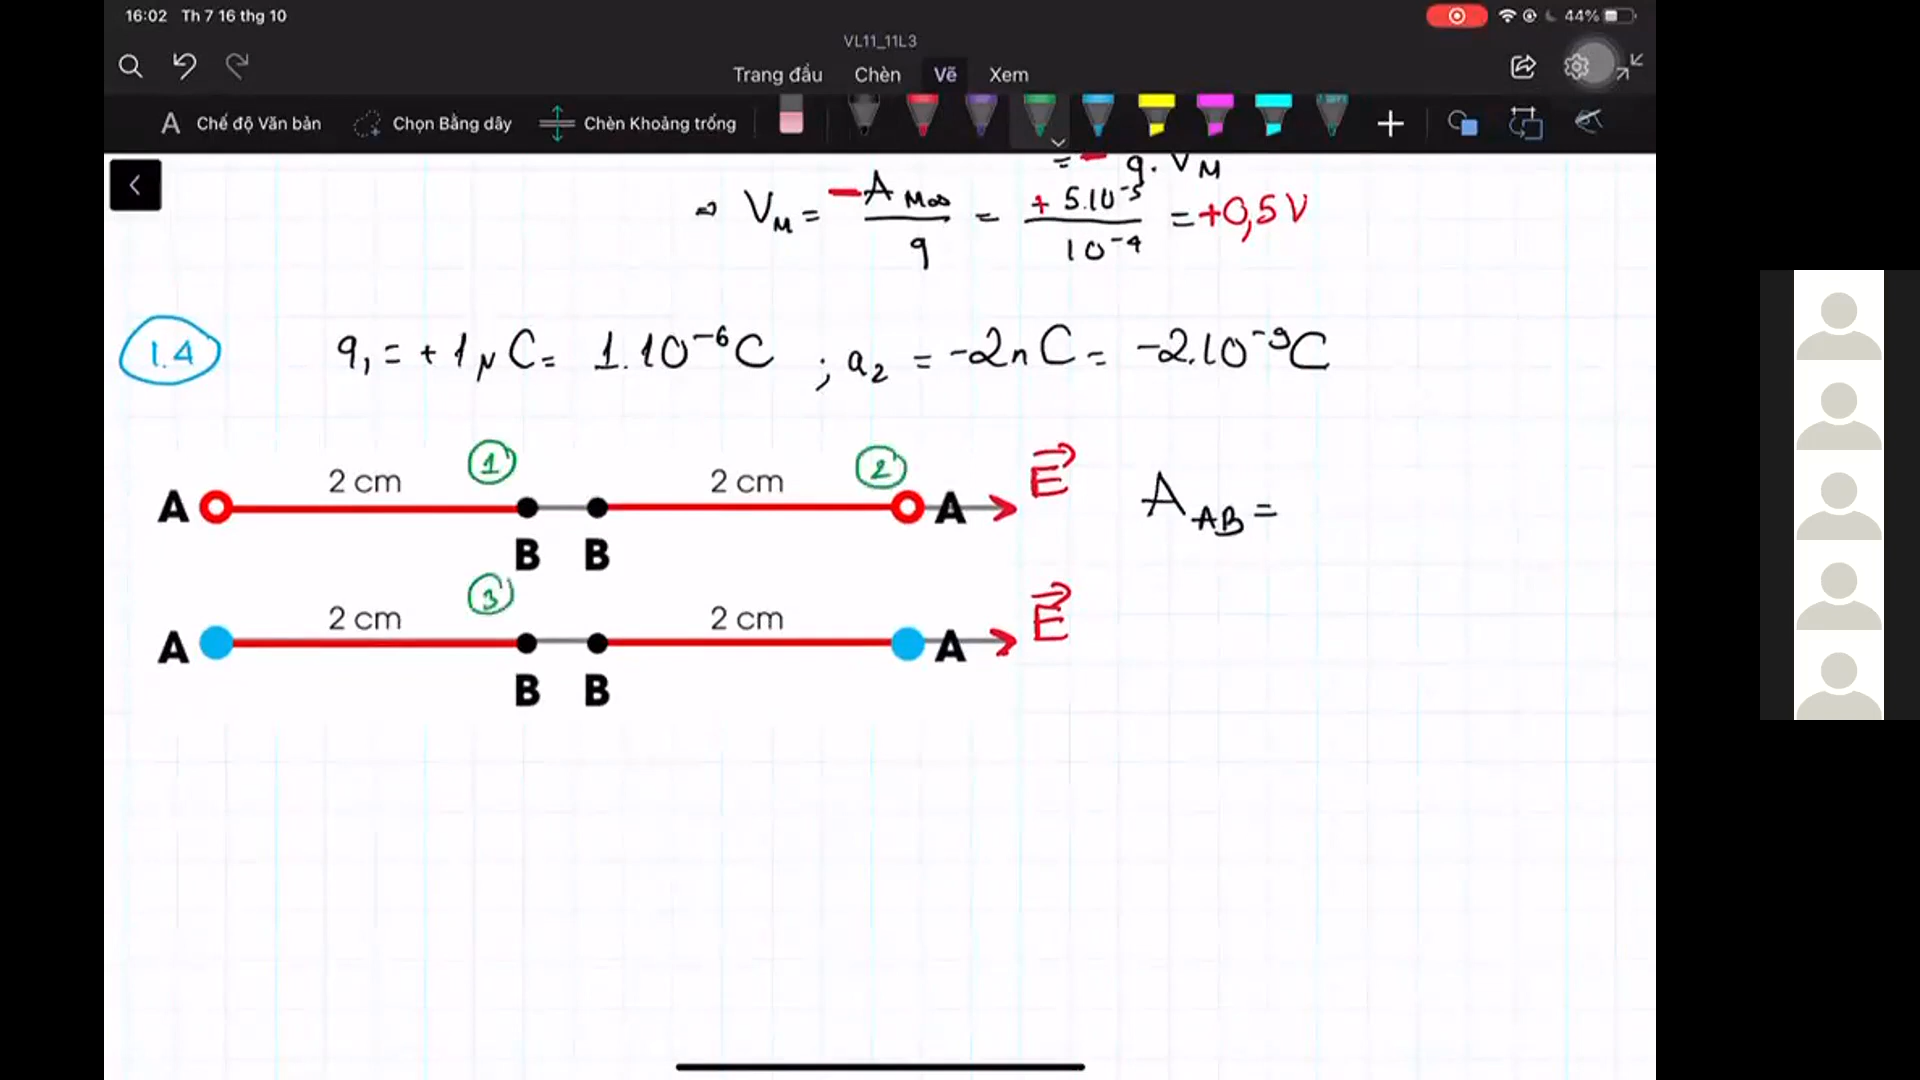 16:02 Th 7 16 thg 10 44%
VL11_11L3
Trang đầu Chèn Vẽ Xem
A Chế độ Văn bản Chọn Bằng dây Chèn Khoảng trống
= − q. V_M
⇒ V_M = −A_M∞ / q = +5.10⁻⁵ / 10⁻⁴ = +0,5 V
1.4 q₁ = +1μC = 1.10⁻⁶C ; q₂ = −2nC = −2.10⁻⁹C
1 2 E⃗
2 cm 2 cm
A A A_AB =
B B
3 E⃗
2 cm 2 cm
A A
B B